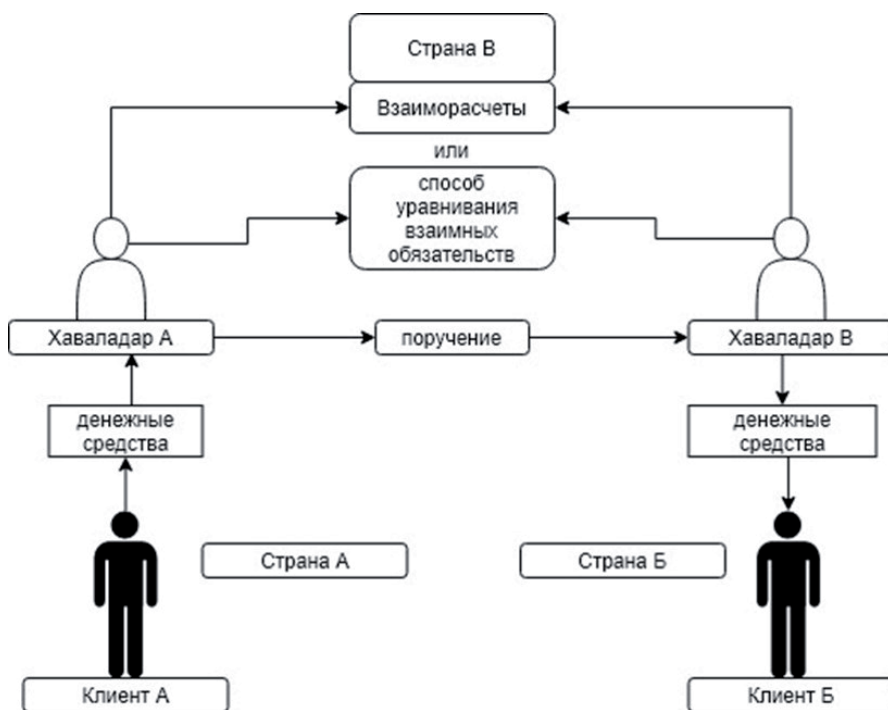 Страна В
Взаиморасчеты
или
способ
уравнивания
взаимных
обязательств
Хаваладар А
поручение
Хаваладар В
денежные
средства
денежные
средства
Страна А
Страна Б
Клиент А
Клиент Б